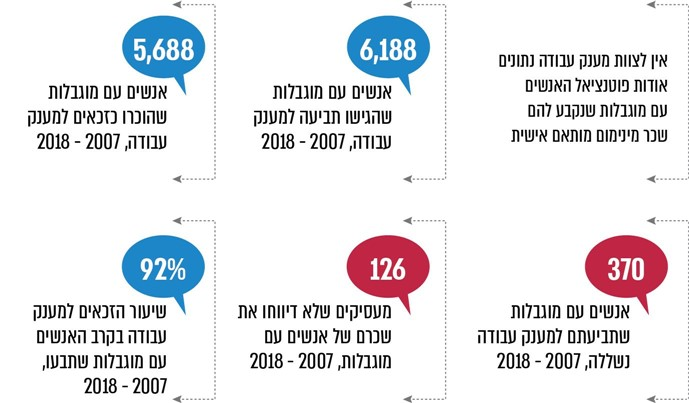 אין לצוות מענק עבודה נתונים
אודות פוטנציאל האנשים
עם מוגבלות שנקבע להם
שכר מינימום מותאם אישית
6,188
אנשים עם מוגבלות
שהגישו תביעה למענק
עבודה, 2007 - 2018
5,688
אנשים עם מוגבלות
שהוכרו כזכאים למענק
עבודה, 2007 - 2018
370
אנשים עם מוגבלות
שתביעתם למענק עבודה
נשללה, 2007 - 2018
126
מעסיקים שלא דיווחו את
שכרם של אנשים עם
מוגבלות, 2007 - 2018
92%
שיעור הזכאים למענק
עבודה בקרב האנשים
עם מוגבלות שתבעו,
2007 - 2018